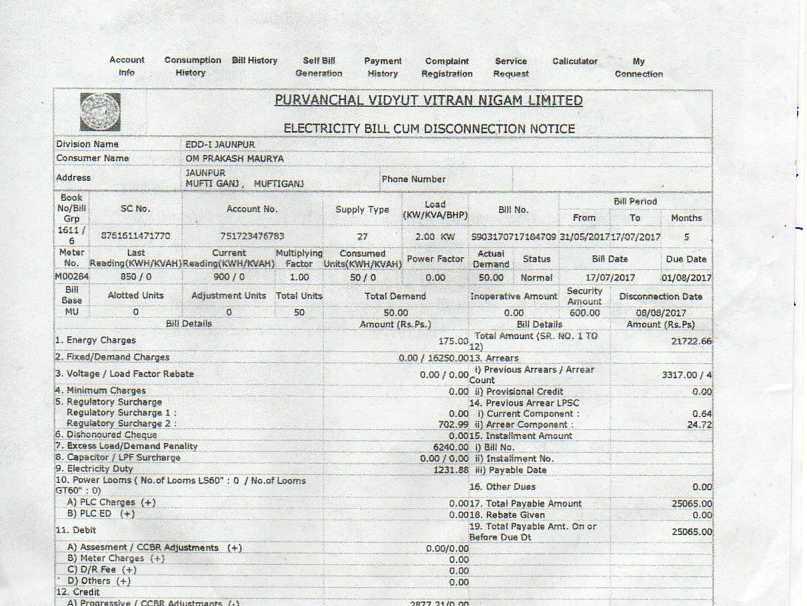 Account Info Consumption History Bill History Self Bill Generation Payment History Complaint Registration Service Request Calculator My Connection
PURVANCHAL VIDYUT VITRAN NIGAM LIMITED
ELECTRICITY BILL CUM DISCONNECTION NOTICE
Division Name EDD-I JAUNPUR
Consumer Name OM PRAKASH MAURYA
Address JAUNPUR MUFTI GANJ , MUFTIGANJ Phone Number
Book No/Bill Grp SC No. Account No. Supply Type Load (KW/KVA/BHP) Bill No. Bill Period From To Months
1611 / 6 8761611471770 751723476783 27 2.00 KW 5903170717184709 31/05/2017 17/07/2017 5
Meter No. Last Reading(KWH/KVAH) Current Reading(KWH/KVAH) Multiplying Factor Consumed Units(KWH/KVAH) Power Factor Actual Demand Status Bill Date Due Date
M00284 850 / 0 900 / 0 1.00 50 / 0 0.00 50.00 Normal 17/07/2017 01/08/2017
Bill Base Alotted Units Adjustment Units Total Units Total Demand Inoperative Amount Security Amount Disconnection Date
MU 0 0 50 50.00 0.00 600.00 08/08/2017
Bill Details Amount (Rs.Ps.) Bill Details Amount (Rs.Ps)
1. Energy Charges 175.00 Total Amount (SR. NO. 1 TO 12) 21722.66
2. Fixed/Demand Charges 0.00 / 16250.00 13. Arrears
3. Voltage / Load Factor Rebate 0.00 / 0.00 i) Previous Arrears / Arrear Count 3317.00 / 4
4. Minimum Charges 0.00 ii) Provisional Credit 0.00
5. Regulatory Surcharge 14. Previous Arrear LPSC
Regulatory Surcharge 1 : 0.00 i) Current Component : 0.64
Regulatory Surcharge 2 : 702.99 ii) Arrear Component : 24.72
6. Dishonoured Cheque 0.00 15. Installment Amount
7. Excess Load/Demand Penality 6240.00 i) Bill No.
8. Capacitor / LPF Surcharge 0.00 / 0.00 ii) Installment No.
9. Electricity Duty 1231.88 iii) Payable Date
10. Power Looms ( No.of Looms LS60" : 0 / No.of Looms GT60" : 0) 16. Other Dues 0.00
A) PLC Charges (+) 0.00 17. Total Payable Amount 25065.00
B) PLC ED (+) 0.00 18. Rebate Given 0.00
11. Debit 19. Total Payable Amt. On or Before Due Dt 25065.00
A) Assesment / CCBR Adjustments (+) 0.00/0.00
B) Meter Charges (+) 0.00
C) D/R Fee (+) 0.00
D) Others (+) 0.00
12. Credit
A) Progressive / CCBR Adjustments (-) 2877.21/0.00